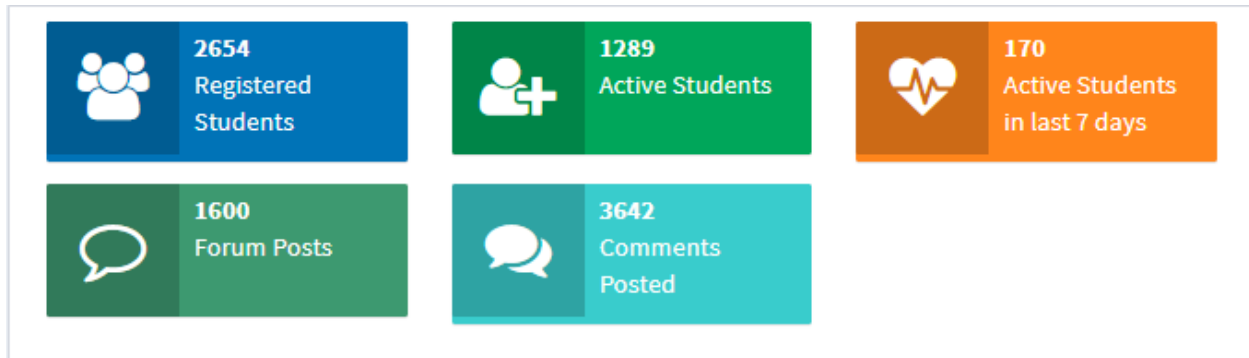 2654
Registered
Students
1289
Active Students
170
Active Students
in last 7 days
1600
Forum Posts
3642
Comments
Posted